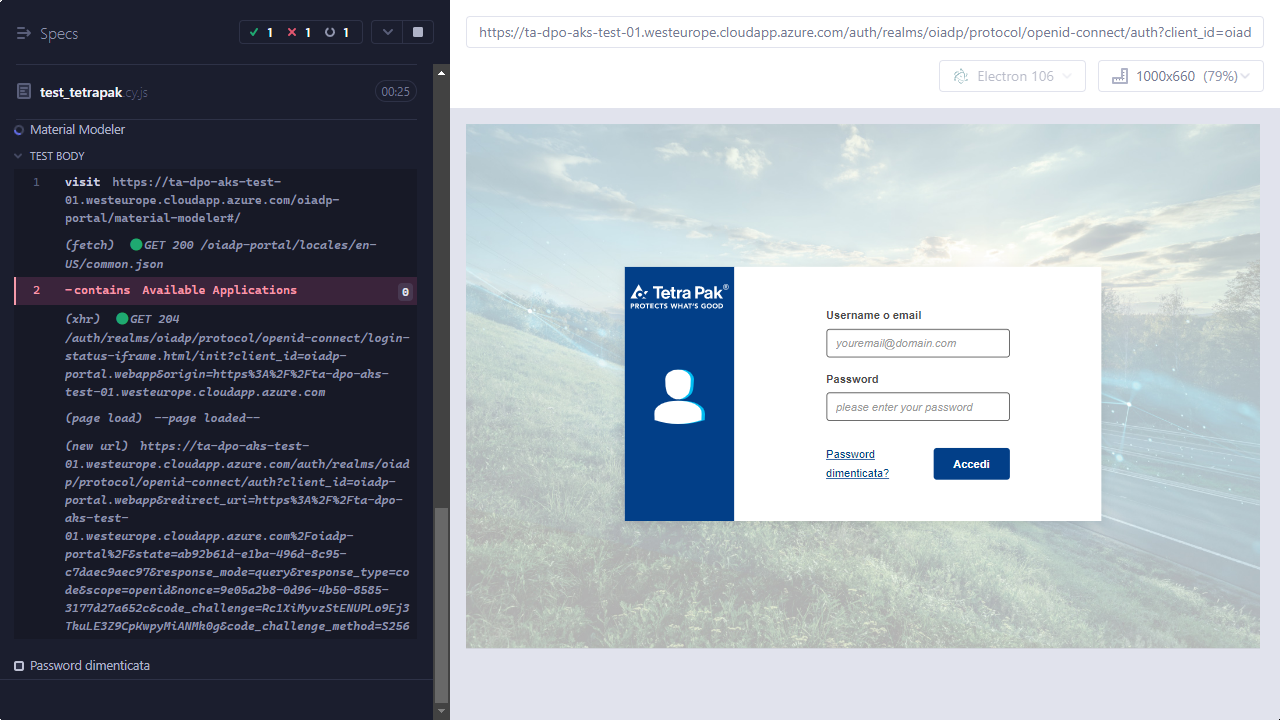 Specs
1 1 1
test_tetrapak.cy.js 00:25
Material Modeler
TEST BODY
1 visit https://ta-dpo-aks-test-
01.westeurope.cloudapp.azure.com/oiadp-
portal/material-modeler#/
(fetch) GET 200 /oiadp-portal/locales/en-
US/common.json
2 -contains Available Applications 0
(xhr) GET 204
/auth/realms/oiadp/protocol/openid-connect/login-
status-iframe.html/init?client_id=oiadp-
portal.webapp&origin=https%3A%2F%2Fta-dpo-aks-
test-01.westeurope.cloudapp.azure.com
(page load) --page loaded--
(new url) https://ta-dpo-aks-test-
01.westeurope.cloudapp.azure.com/auth/realms/oiad
p/protocol/openid-connect/auth?client_id=oiadp-
portal.webapp&redirect_uri=https%3A%2F%2Fta-dpo-
aks-test-
01.westeurope.cloudapp.azure.com%2Foiadp-
portal%2F&state=ab92b61d-e1ba-496d-8c95-
c7daec9aec97&response_mode=query&response_type=co
de&scope=openid&nonce=9e05a2b8-0d96-4b50-8585-
3177d27a652c&code_challenge=Rc1XiMyvzStENUPLo9Ej3
ThuLE3Z9CpKwpyMiANMh0g&code_challenge_method=S256
Password dimenticata
https://ta-dpo-aks-test-01.westeurope.cloudapp.azure.com/auth/realms/oiadp/protocol/openid-connect/auth?client_id=oiad
Electron 106
1000x660 (79%)
Tetra Pak®
PROTECTS WHAT'S GOOD
Username o email
youremail@domain.com
Password
please enter your password
Password
dimenticata?
Accedi